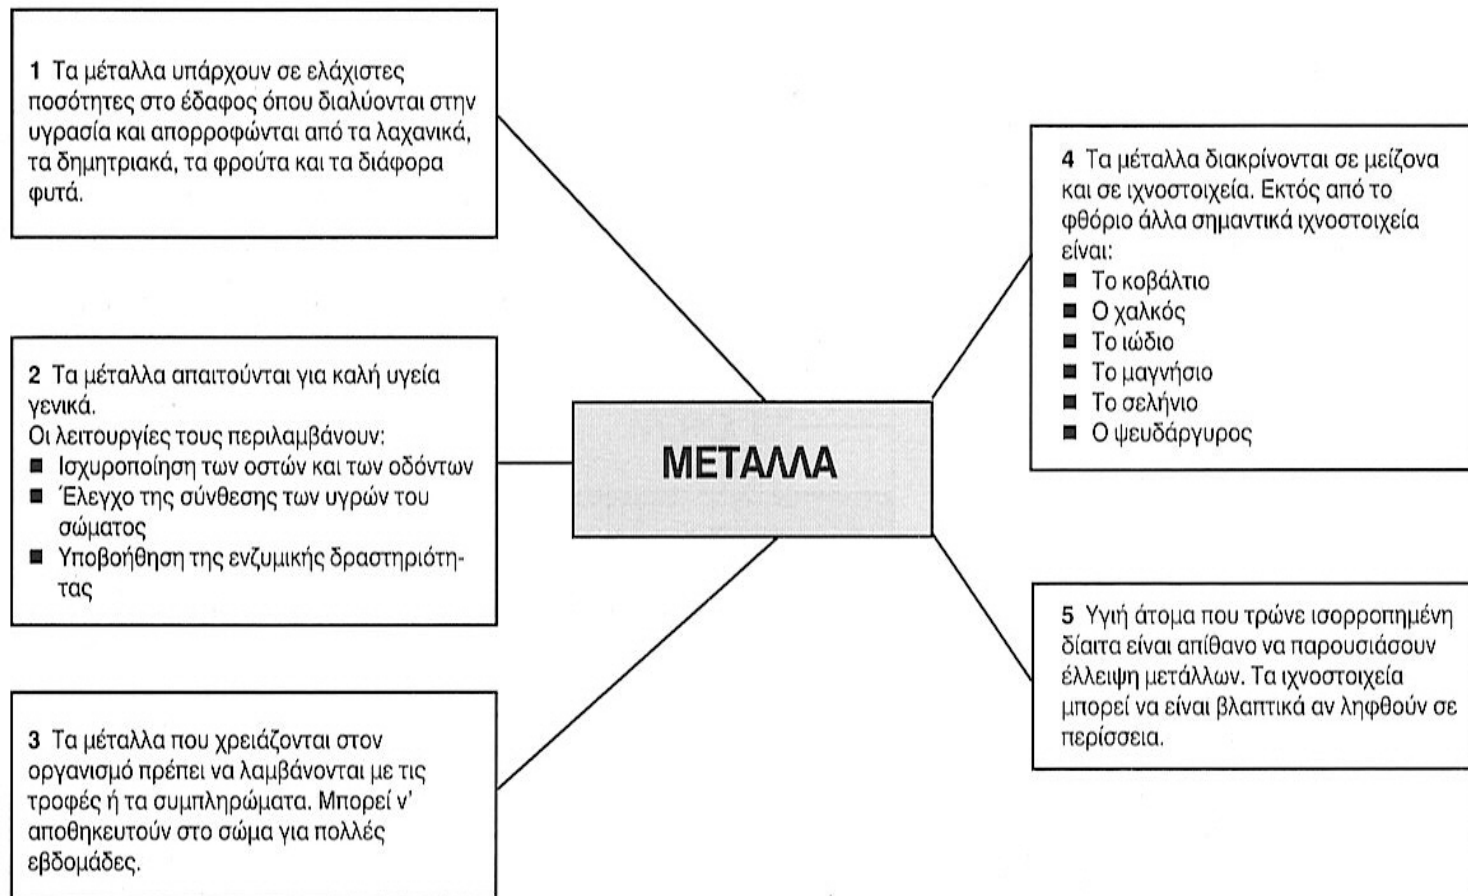 1 Τα μέταλλα υπάρχουν σε ελάχιστες
ποσότητες στο έδαφος όπου διαλύονται στην
υγρασία και απορροφώνται από τα λαχανικά,
τα δημητριακά, τα φρούτα και τα διάφορα
φυτά.
2 Τα μέταλλα απαιτούνται για καλή υγεία
γενικά.
Οι λειτουργίες τους περιλαμβάνουν:
■ Ισχυροποίηση των οστών και των οδόντων
■ Έλεγχο της σύνθεσης των υγρών του
σώματος
■ Υποβοήθηση της ενζυμικής δραστηριότη-
τας
3 Τα μέταλλα που χρειάζονται στον
οργανισμό πρέπει να λαμβάνονται με τις
τροφές ή τα συμπληρώματα. Μπορεί ν'
αποθηκευτούν στο σώμα για πολλές
εβδομάδες.
ΜΕΤΑΛΛΑ
4 Τα μέταλλα διακρίνονται σε μείζονα
και σε ιχνοστοιχεία. Εκτός από το
φθόριο άλλα σημαντικά ιχνοστοιχεία
είναι:
■ Το κοβάλτιο
■ Ο χαλκός
■ Το ιώδιο
■ Το μαγνήσιο
■ Το σελήνιο
■ Ο ψευδάργυρος
5 Υγιή άτομα που τρώνε ισορροπημένη
δίαιτα είναι απίθανο να παρουσιάσουν
έλλειψη μετάλλων. Τα ιχνοστοιχεία
μπορεί να είναι βλαπτικά αν ληφθούν σε
περίσσεια.